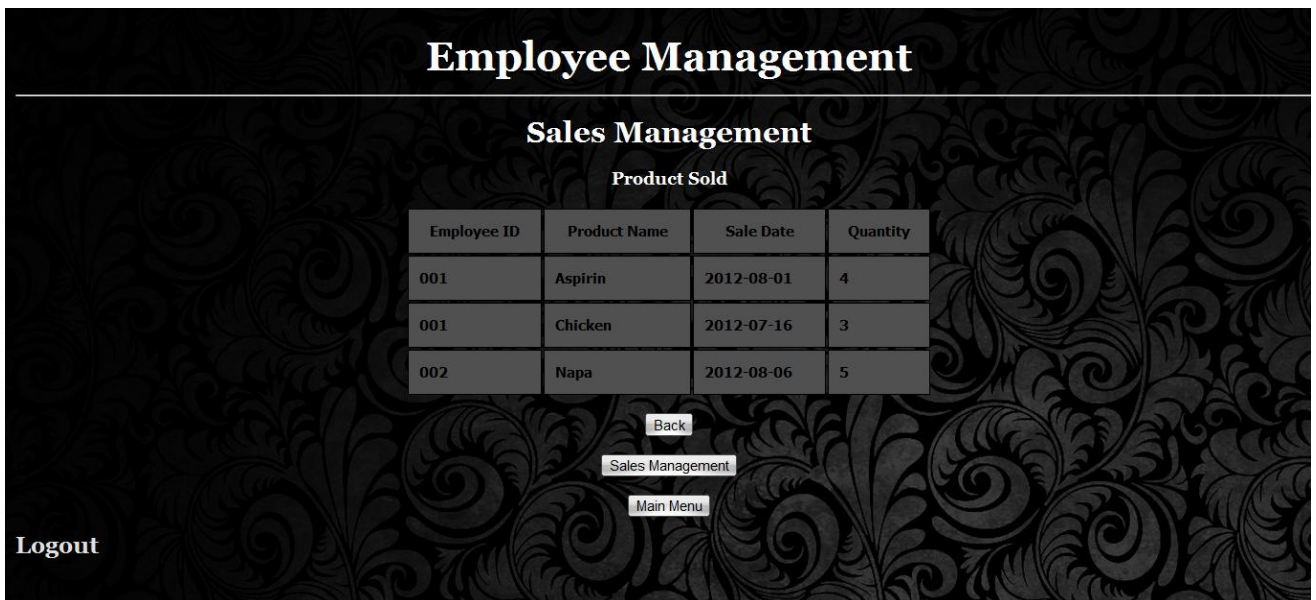 Employee Management
Sales Management
Product Sold
Employee ID Product Name Sale Date Quantity
001 Aspirin 2012-08-01 4
001 Chicken 2012-07-16 3
002 Napa 2012-08-06 5
Back
Sales Management
Main Menu
Logout